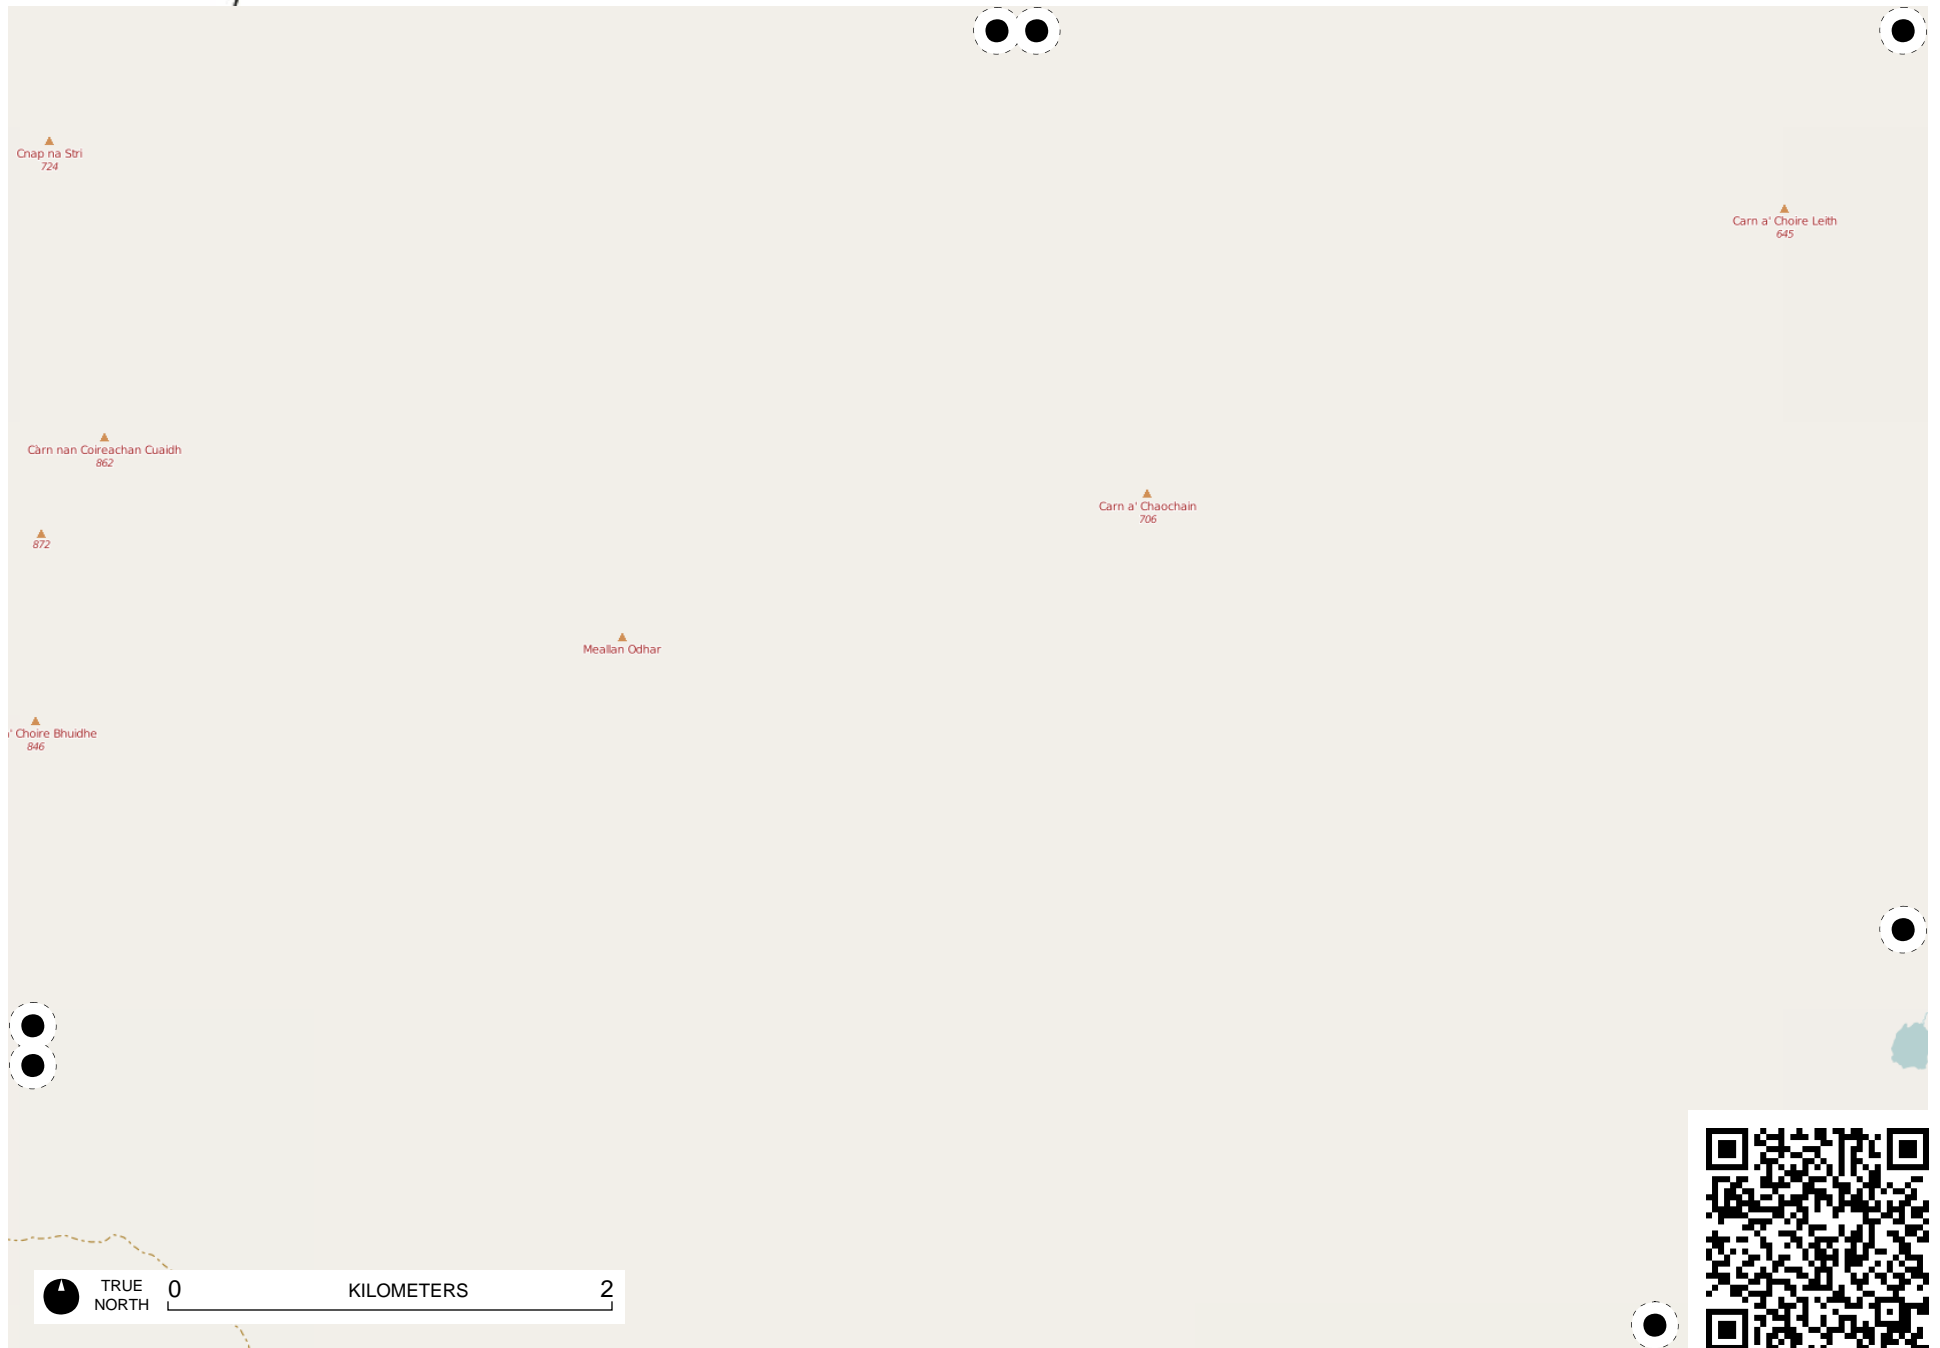 Cnap na Stri
724
Carn a' Choire Leith
645
Càrn nan Coireachan Cuaidh
862
Carn a' Chaochain
706
872
Meallan Odhar
' Choire Bhuidhe
846
TRUE
NORTH
0 KILOMETERS 2